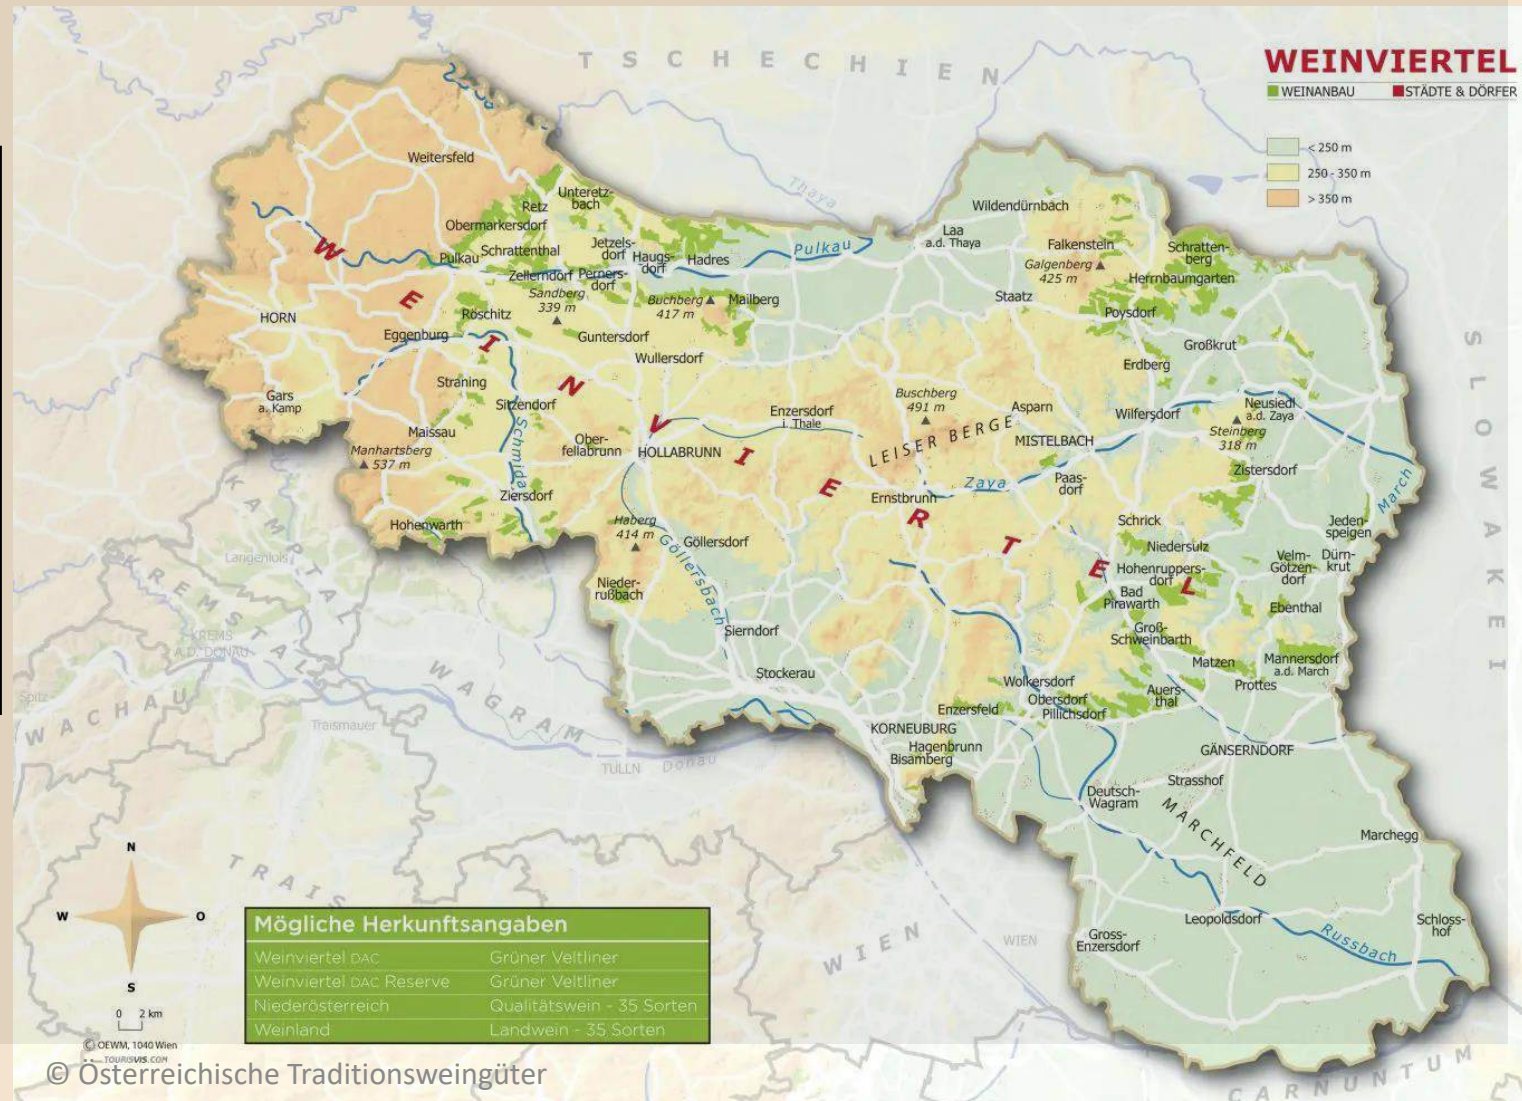 TSCHECHIEN
WEINVIERTEL
WEINANBAU
STÄDTE & DÖRFER
< 250 m
250 - 350 m
> 350 m
Weitersfeld
Thaya
Unteretz-
bach
Retz
Obermarkersdorf
Wildendürnbach
Laa
a.d. Thaya
Falkenstein
Galgenberg
425 m
Schratten-
berg
Herrnbaumgarten
Schrattenthal
Pulkau
Jetzels-
dorf
Haugs-
dorf
Hadres
Pulkau
Zellerndorf
Perners-
dorf
Sandberg
339 m
Buchberg
417 m
Mailberg
Staatz
Poysdorf
HORN
Röschitz
Eggenburg
Guntersdorf
Wullersdorf
Großkrut
Erdberg
WEINVIERTEL
Straning
Sitzendorf
Gars
a. Kamp
Maissau
Manhartsberg
537 m
Schmida
Ober-
fellabrunn
HOLLABRUNN
Enzersdorf
i. Thale
Buschberg
491 m
LEISER BERGE
Asparn
MISTELBACH
Wilfersdorf
Neusiedl
a.d. Zaya
Steinberg
318 m
Zistersdorf
March
SLOWAKEI
Ziersdorf
Hohenwarth
Ernstbrunn
Zaya
Paas-
dorf
Haberg
414 m
Göllersdorf
Göllersbach
Schrick
Niedersulz
Jeden-
speigen
Hohenruppers-
dorf
Velm-
Götzen-
dorf
Dürn-
krut
Nieder-
rußbach
Bad
Pirawarth
Ebenthal
Sierndorf
Groß-
Schweinbarth
Stockerau
Matzen
Mannersdorf
a.d. March
Prottes
Wolkersdorf
Obersdorf
Pillichsdorf
Auers-
thal
Enzersfeld
KORNEUBURG
Hagenbrunn
Bisamberg
GÄNSERNDORF
Strasshof
Deutsch-
Wagram
MARCHFELD
Marchegg
Leopoldsdorf
Schloss-
hof
Gross-
Enzersdorf
Russbach
KAMPTAL
Langenlois
KREMSTAL
KREMS
A.D. DONAU
Spitz
WACHAU
WAGRAM
Traismauer
TULLN
Donau
TRAIS
WIEN
WIEN
CARNUNTUM
N
W
O
S
0 2 km
© OEWM, 1040 Wien
TOURISVIS.COM
Mögliche Herkunftsangaben
Weinviertel DAC Grüner Veltliner
Weinviertel DAC Reserve Grüner Veltliner
Niederösterreich Qualitätswein - 35 Sorten
Weinland Landwein - 35 Sorten
© Österreichische Traditionsweingüter